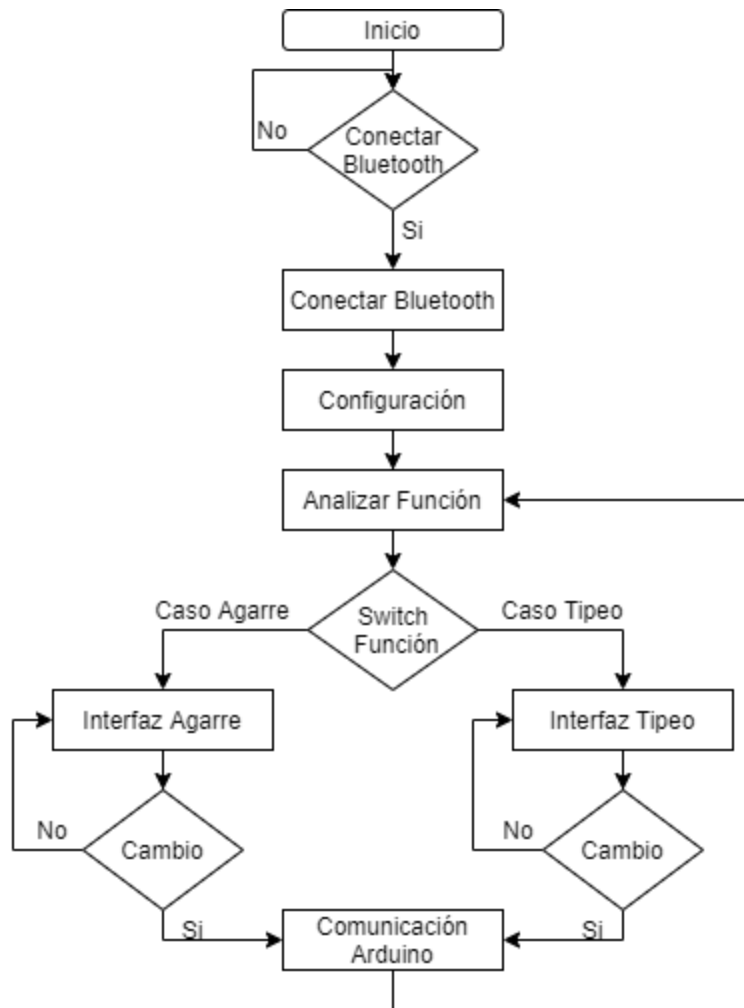 Inicio
No
Conectar
Bluetooth
Si
Conectar Bluetooth
Configuración
Analizar Función
Caso Agarre
Switch
Función
Caso Tipeo
Interfaz Agarre
Interfaz Tipeo
No
Cambio
No
Cambio
Si
Comunicación
Arduino
Si